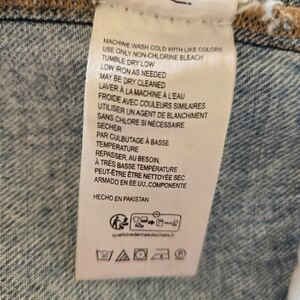 MACHINE WASH COLD WITH LIKE COLORS
USE ONLY NON-CHLORINE BLEACH
TUMBLE DRY LOW
LOW IRON AS NEEDED
MAY BE DRY CLEANED
LAVER À LA MACHINE À L'EAU
FROIDE AVEC COULEURS SIMILAIRES
UTILISER UN AGENT DE BLANCHIMENT
SANS CHLORE SI NÉCESSAIRE
SECHER
PAR CULBUTAGE À BASSE
TEMPÉRATURE
REPASSER, AU BESOIN,
À TRÈS BASSE TEMPÉRATURE
PEUT-ÊTRE ÊTRE NETTOYÉE SEC
ARMADO EN EE.UU.,COMPONENTE
HECHO EN PAKISTAN
quefairedemesdechets.fr